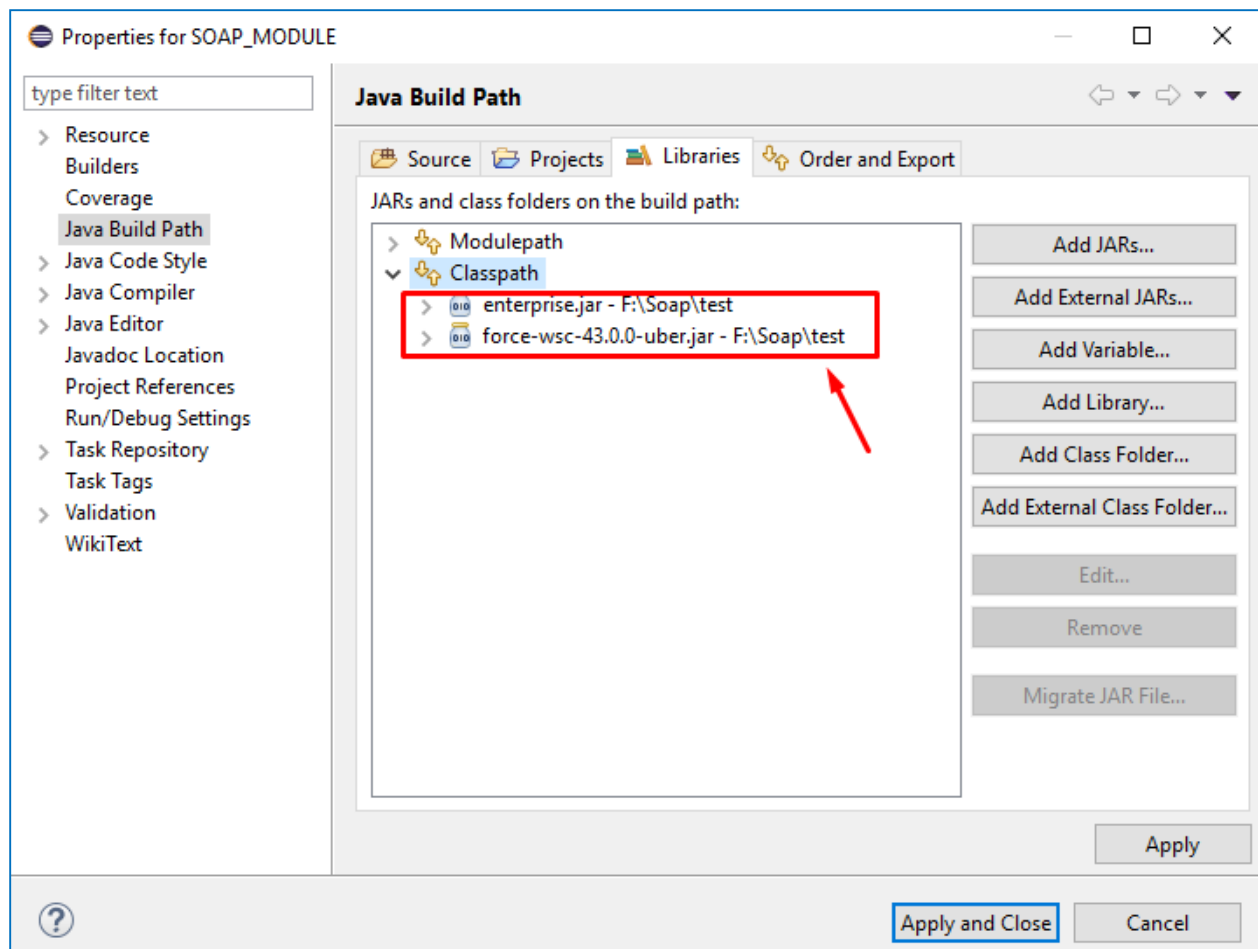 Properties for SOAP_MODULE
type filter text
Resource
Builders
Coverage
Java Build Path
Java Code Style
Java Compiler
Java Editor
Javadoc Location
Project References
Run/Debug Settings
Task Repository
Task Tags
Validation
WikiText
Java Build Path
Source Projects Libraries Order and Export
JARs and class folders on the build path:
Modulepath
Classpath
enterprise.jar - F:\Soap\test
force-wsc-43.0.0-uber.jar - F:\Soap\test
Add JARs...
Add External JARs...
Add Variable...
Add Library...
Add Class Folder...
Add External Class Folder...
Edit...
Remove
Migrate JAR File...
Apply
?
Apply and Close Cancel